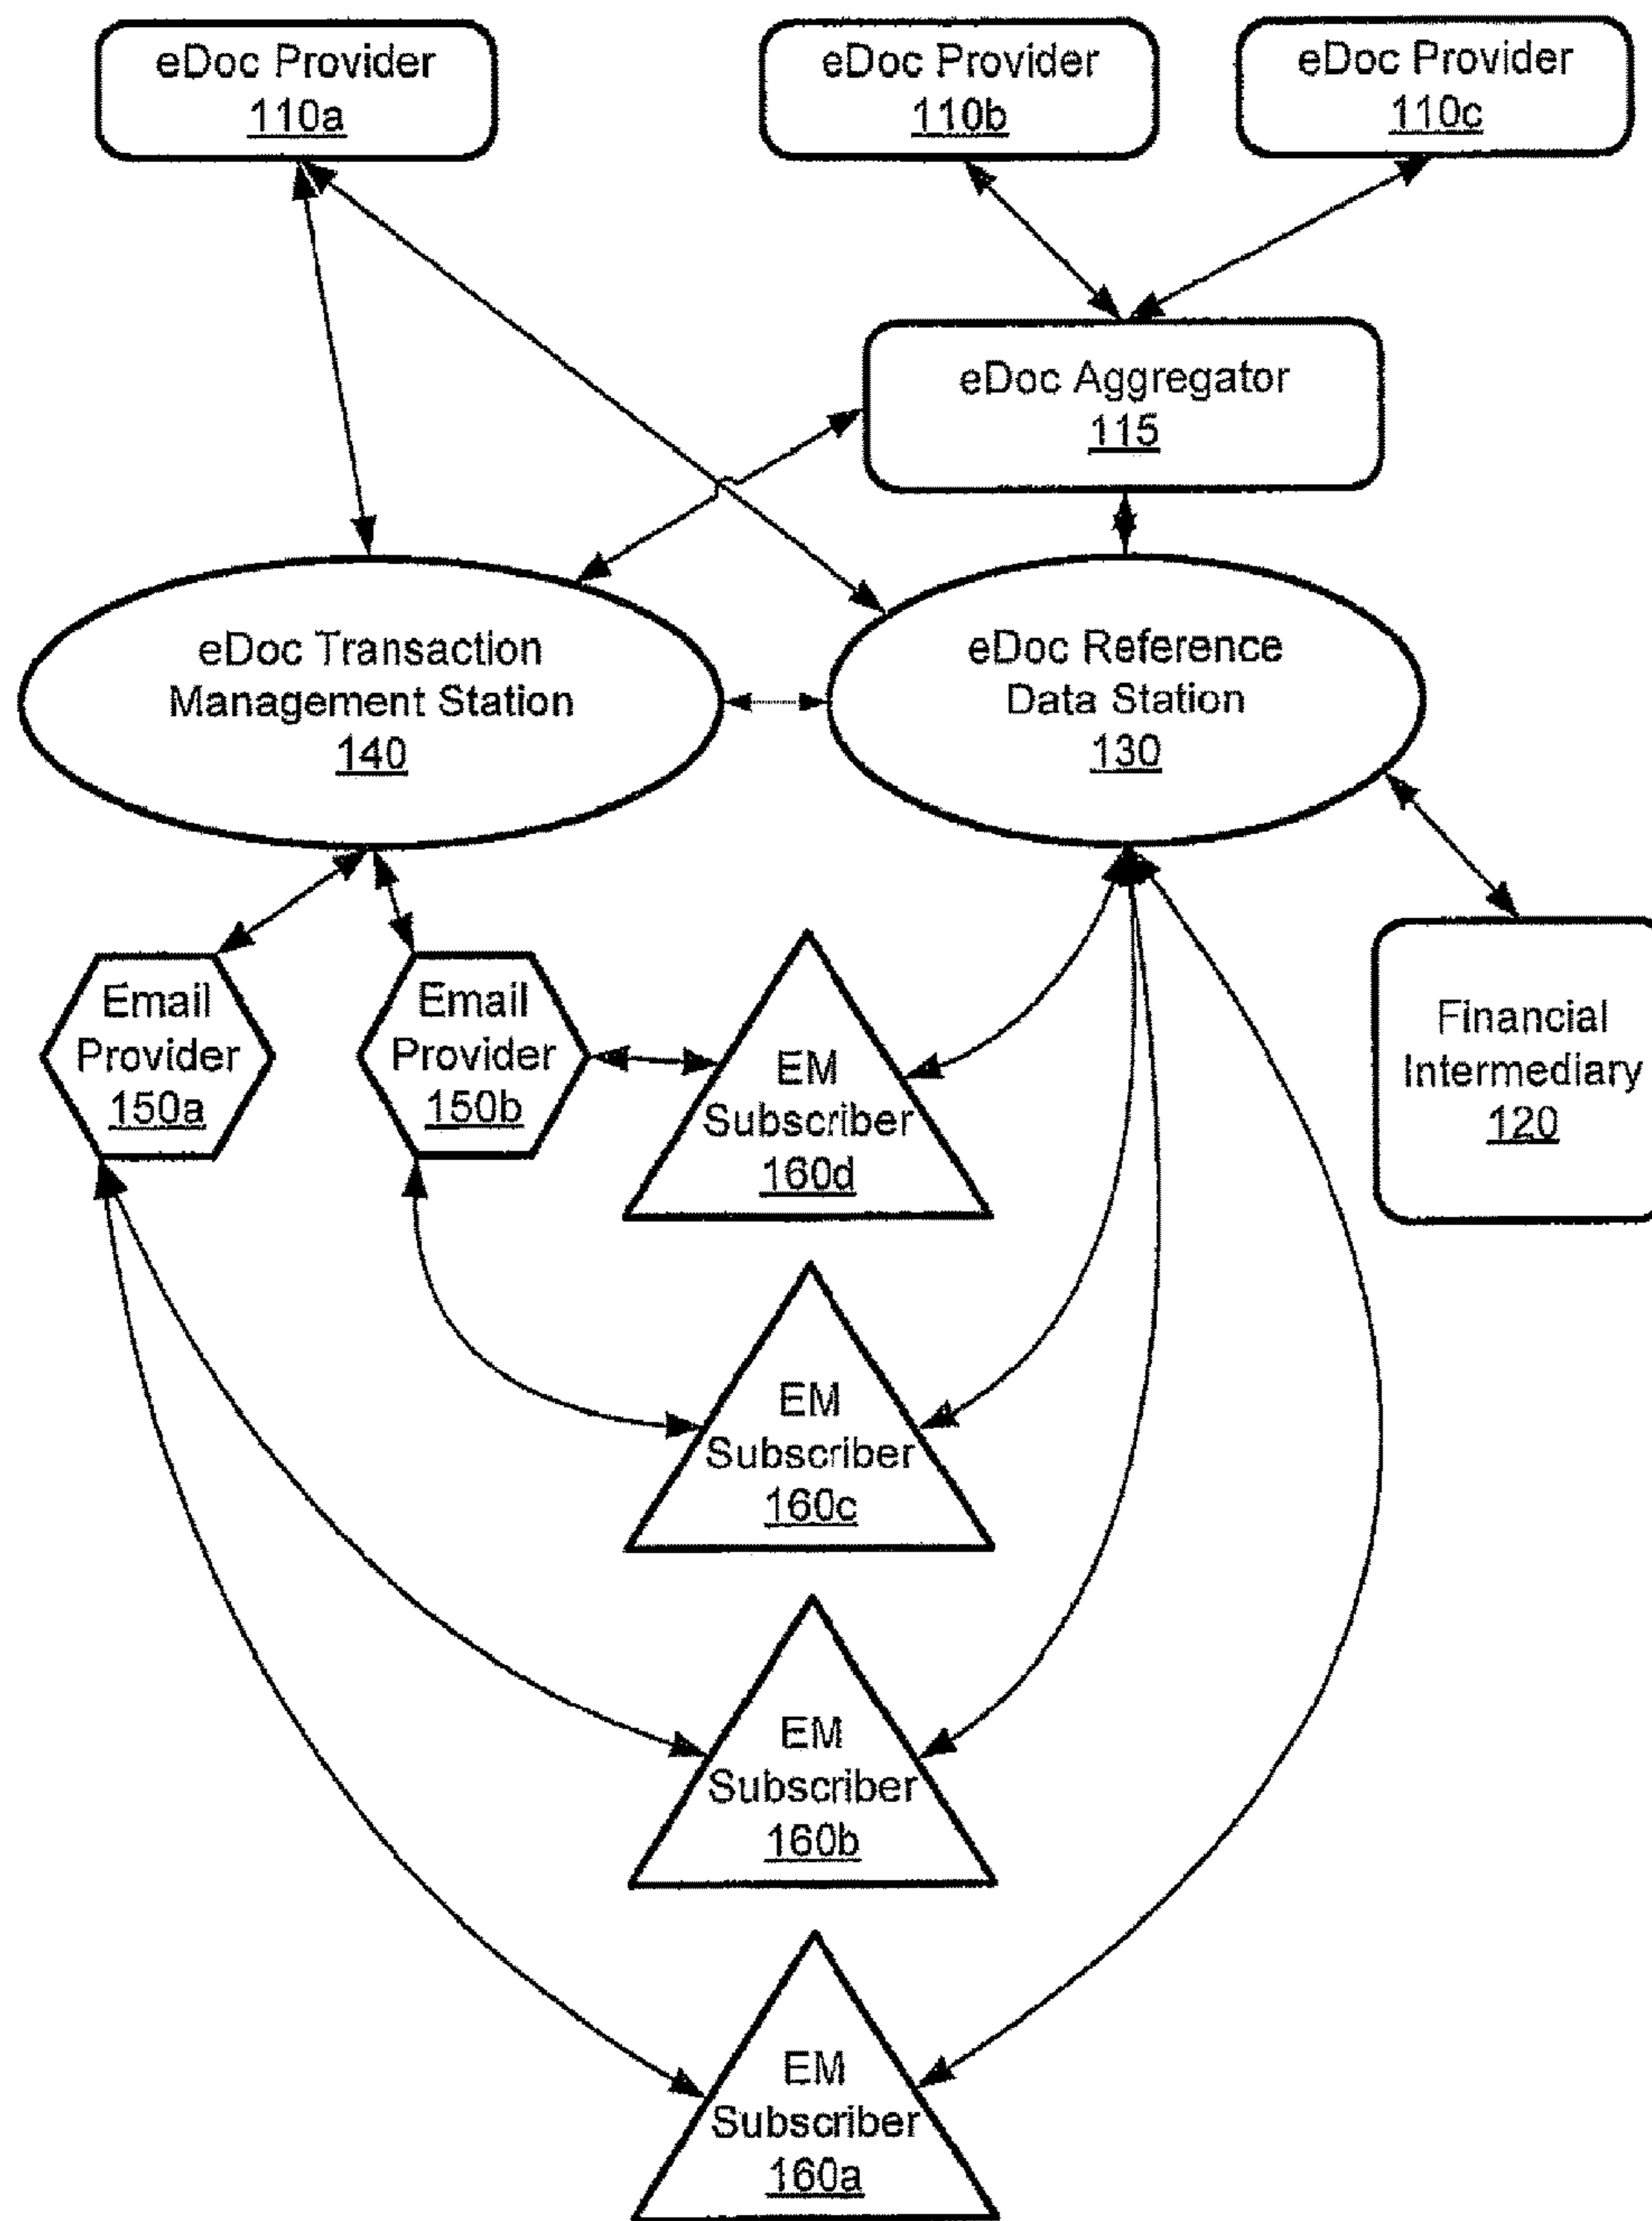 eDoc Provider
110a
eDoc Provider
110b
eDoc Provider
110c
eDoc Aggregator
115
eDoc Transaction
Management Station
140
eDoc Reference
Data Station
130
Email
Provider
150a
Email
Provider
150b
EM
Subscriber
160d
Financial
Intermediary
120
EM
Subscriber
160c
EM
Subscriber
160b
EM
Subscriber
160a